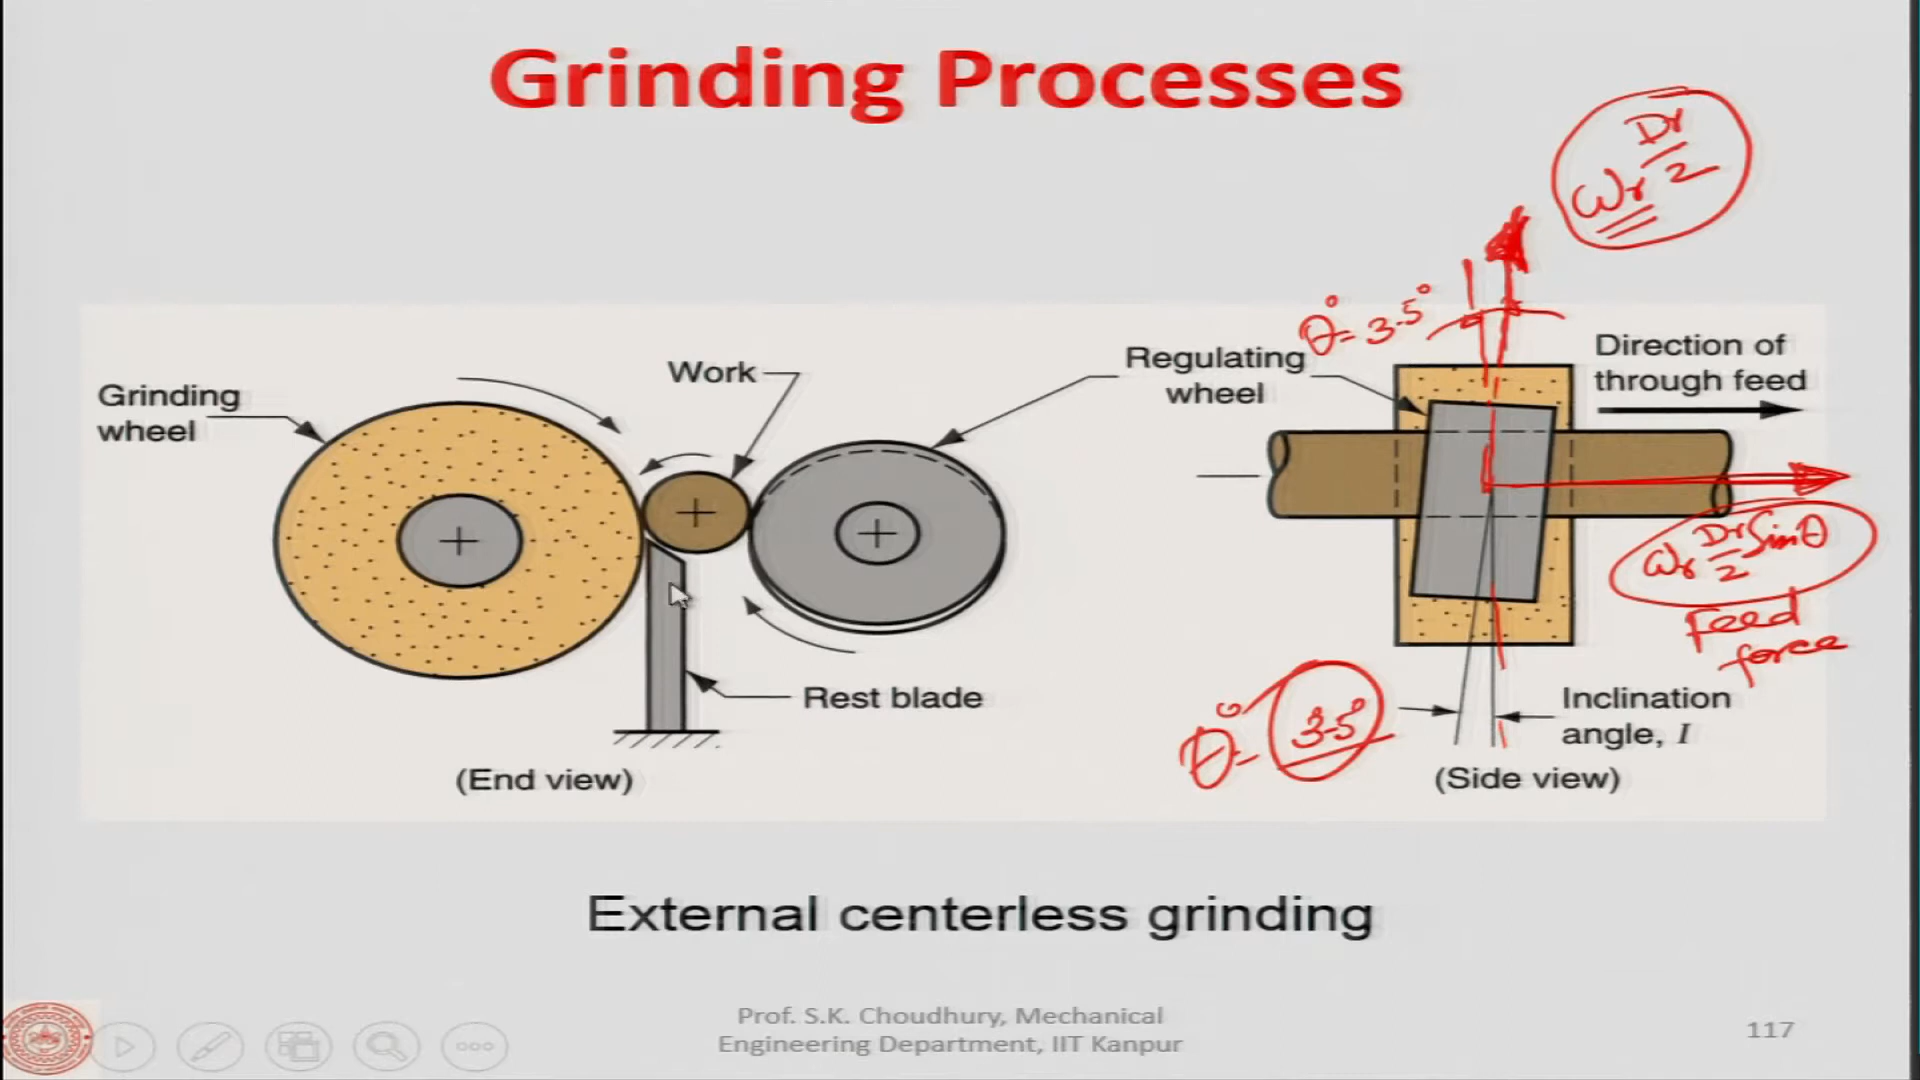 Grinding Processes
ωr Dr/2
θ° = 3.5°
Grinding
wheel
Work
Regulating
wheel
Direction of
through feed
ωr Dr/2 Sinθ
Feed
force
Rest blade
θ° = 3.5°
Inclination
angle, I
(End view)
(Side view)
External centerless grinding
Prof. S.K. Choudhury, Mechanical
Engineering Department, IIT Kanpur
117